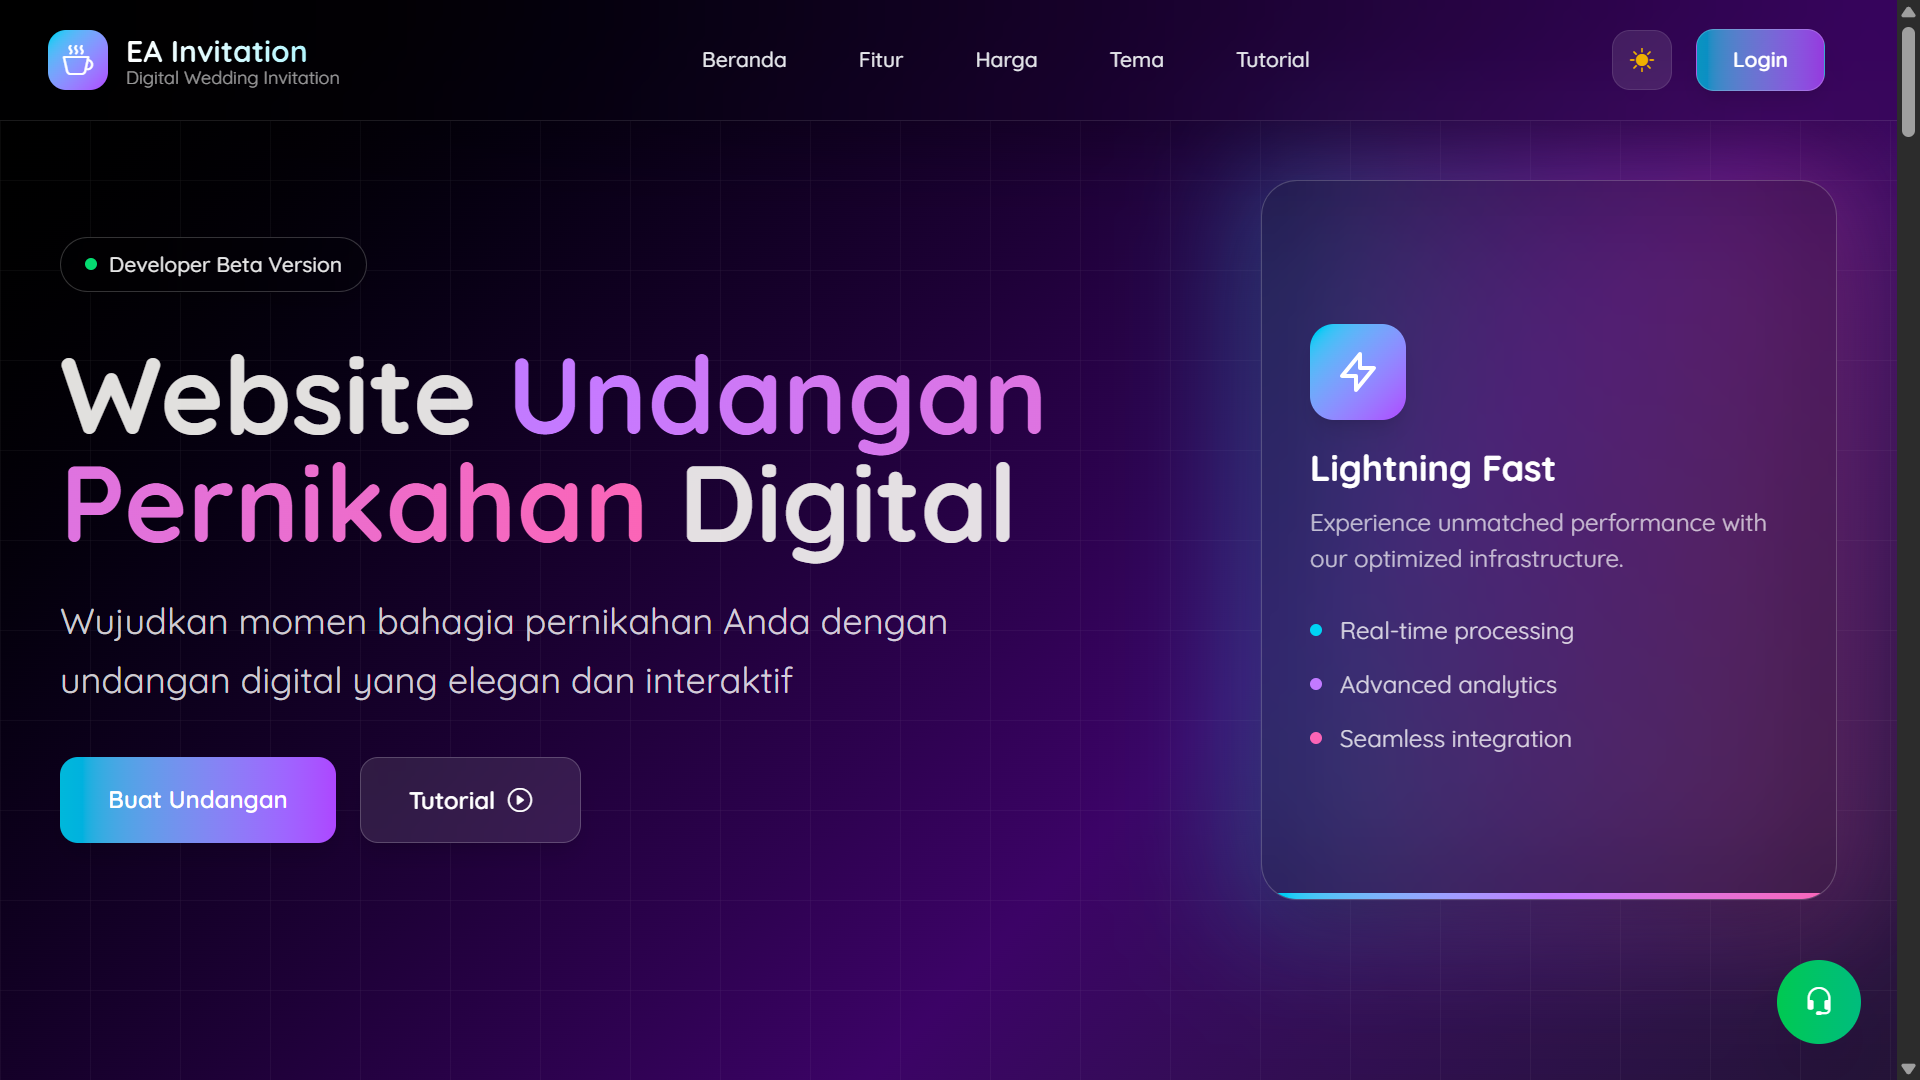 EA Invitation
Digital Wedding Invitation
Beranda
Fitur
Harga
Tema
Tutorial
Login
Developer Beta Version
Website Undangan
Pernikahan Digital
Wujudkan momen bahagia pernikahan Anda dengan
undangan digital yang elegan dan interaktif
Buat Undangan
Tutorial
Lightning Fast
Experience unmatched performance with
our optimized infrastructure.
Real-time processing
Advanced analytics
Seamless integration